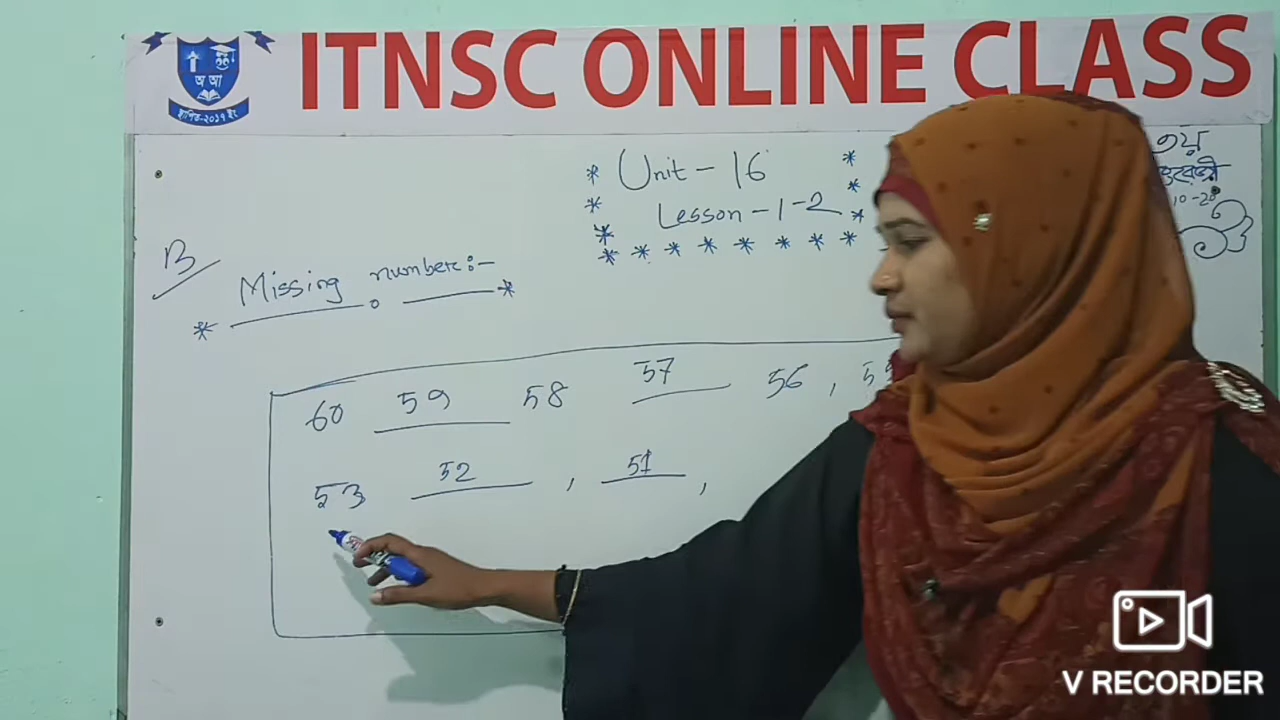 ITNSC ONLINE CLASS
অ আ
স্থাপিত-২০১৭ ইং
Unit - 16
Lesson - 1 - 2
B
Missing number :-
60 59 58 57 56 ,
53 52 , 51 ,
V RECORDER